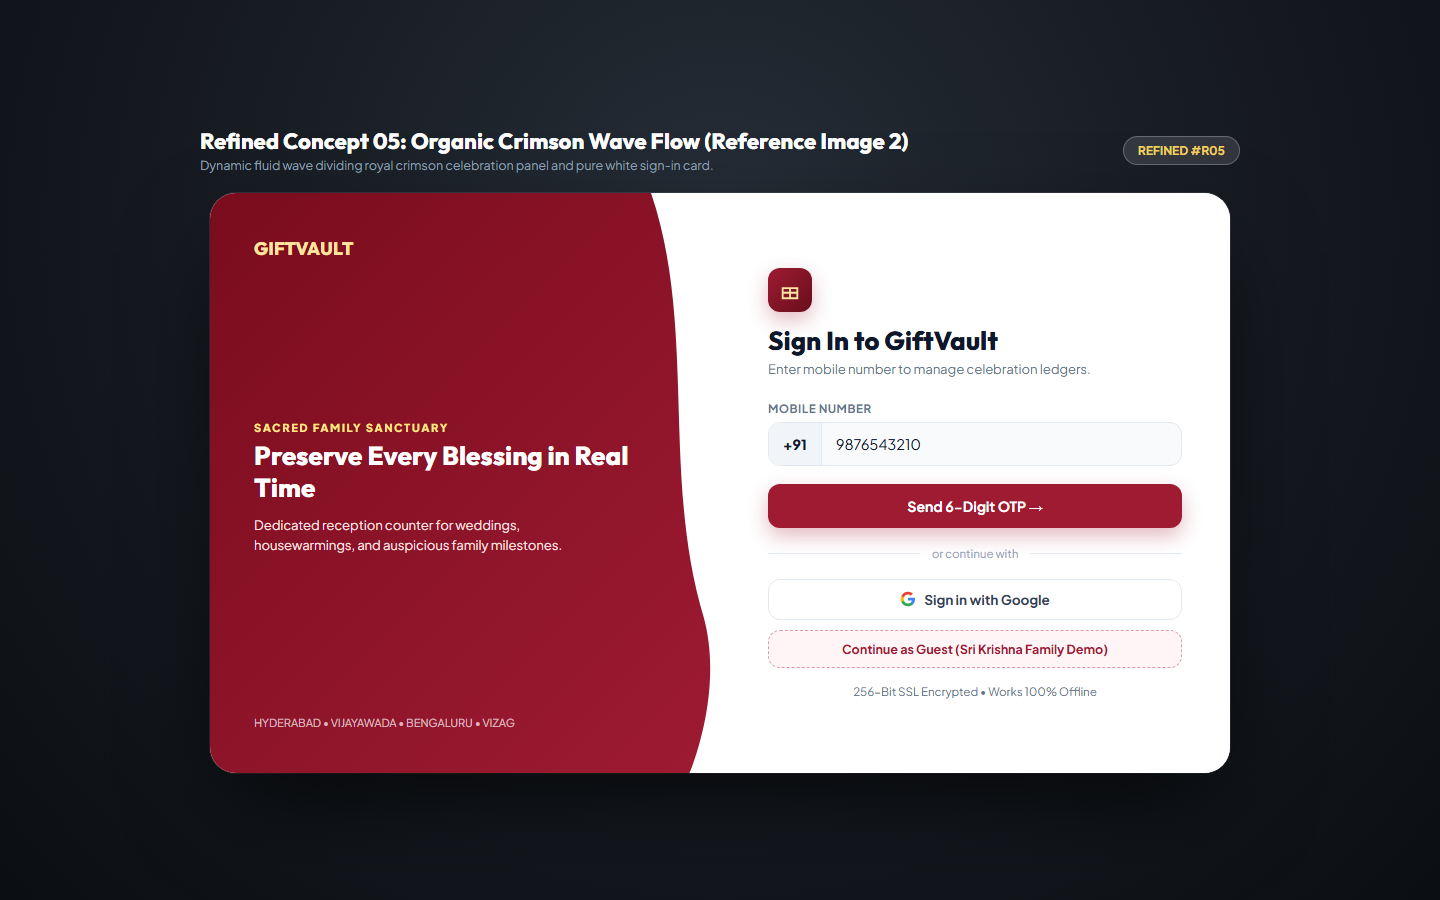 Refined Concept 05: Organic Crimson Wave Flow (Reference Image 2)
Dynamic fluid wave dividing royal crimson celebration panel and pure white sign-in card.
REFINED #R05
GIFTVAULT
SACRED FAMILY SANCTUARY
Preserve Every Blessing in Real
Time
Dedicated reception counter for weddings,
housewarmings, and auspicious family milestones.
HYDERABAD • VIJAYAWADA • BENGALURU • VIZAG
Sign In to GiftVault
Enter mobile number to manage celebration ledgers.
MOBILE NUMBER
+91 9876543210
Send 6-Digit OTP →
or continue with
Sign in with Google
Continue as Guest (Sri Krishna Family Demo)
256-Bit SSL Encrypted • Works 100% Offline